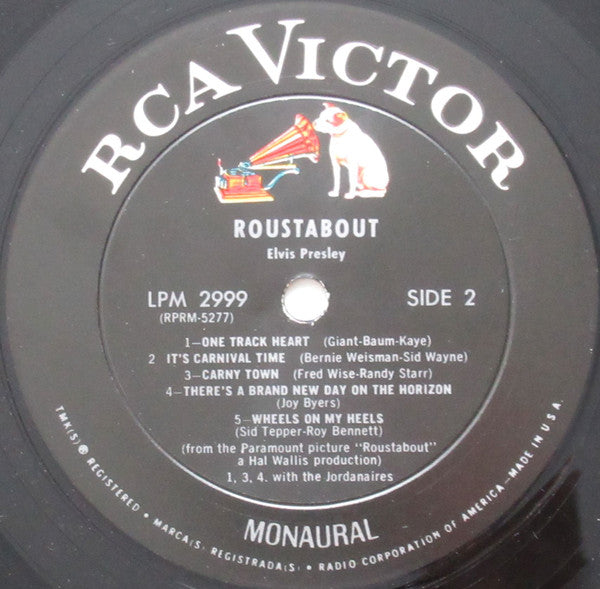 RCA VICTOR
ROUSTABOUT
Elvis Presley
LPM 2999 SIDE 2
(RPRM-5277)
1—ONE TRACK HEART (Giant-Baum-Kaye)
2 IT'S CARNIVAL TIME (Bernie Weisman-Sid Wayne)
3—CARNY TOWN (Fred Wise-Randy Starr)
4—THERE'S A BRAND NEW DAY ON THE HORIZON
(Joy Byers)
5—WHEELS ON MY HEELS
(Sid Tepper-Roy Bennett)
(from the Paramount picture "Roustabout"
a Hal Wallis production)
1, 3, 4. with the Jordanaires
MONAURAL
TMK(S)® REGISTERED • MARCA(S) REGISTRADA(S) • RADIO CORPORATION OF AMERICA—MADE IN U.S.A.